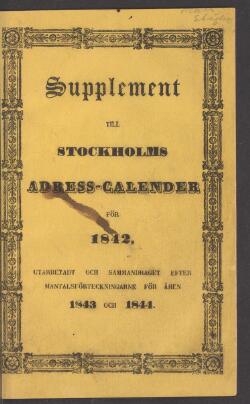 Supplement
TILL
STOCKHOLMS
ADRESS-CALENDER
FÖR
1842,
UTARBETADT OCH SAMMANDRAGET EFTER
MANTALSFÖRTECKNINGARNE FÖR ÅREN
1843 OCH 1844.